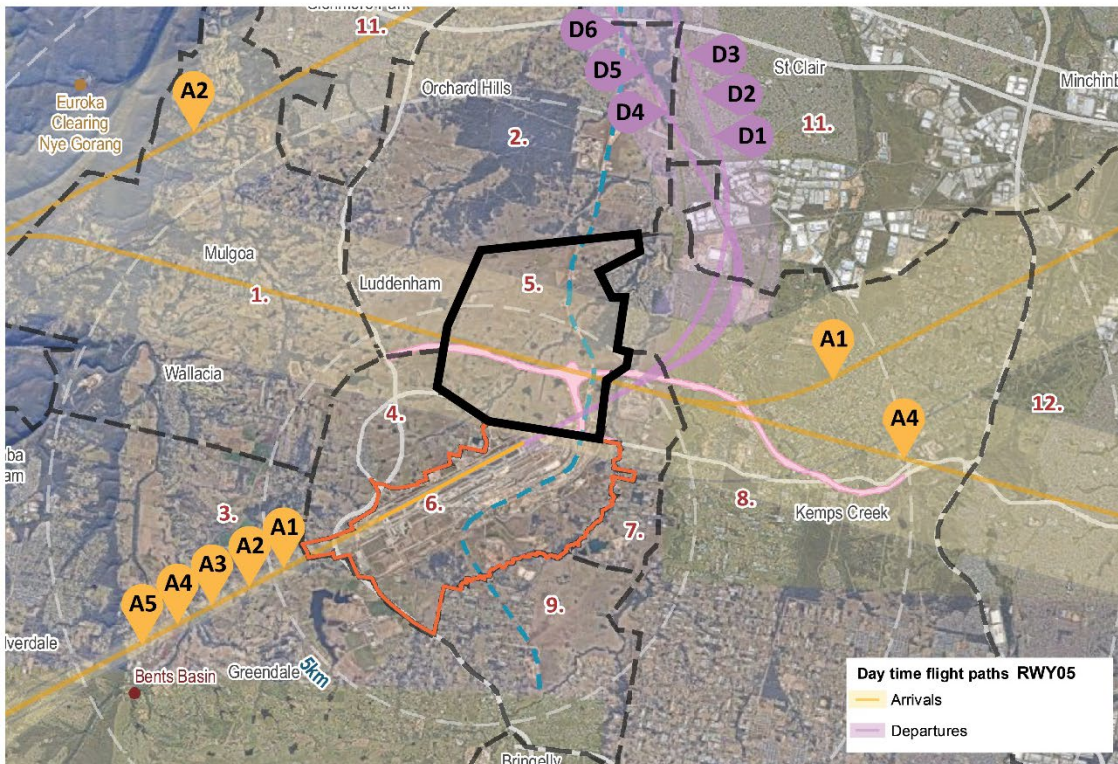 Glenmore Park
11.
D6
D3
A2
Euroka
Clearing
Nye Gorang
Orchard Hills
D5
St Clair
D2
D4
D1
2.
11.
Mulgoa
1.
Luddenham
5.
A1
Wallacia
12.
4.
A4
6.
8.
Kemps Creek
3.
A1
A2
A3
A4
A5
7.
9.
Bents Basin
Greendale
5km
Bringelly
Day time flight paths RWY05
Arrivals
Departures